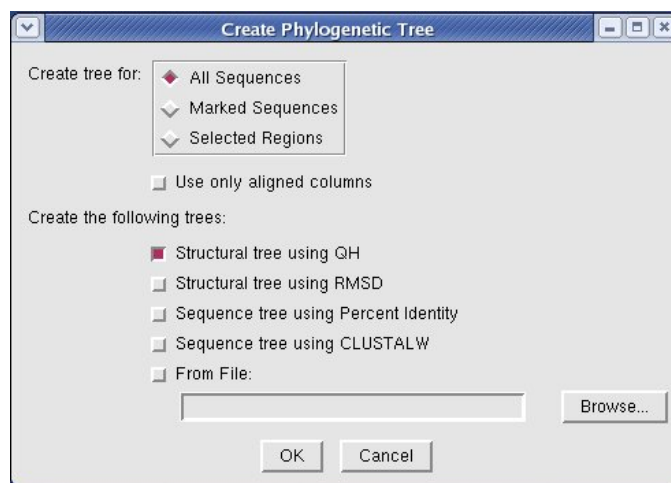 Create Phylogenetic Tree
Create tree for:
All Sequences
Marked Sequences
Selected Regions
Use only aligned columns
Create the following trees:
Structural tree using QH
Structural tree using RMSD
Sequence tree using Percent Identity
Sequence tree using CLUSTALW
From File:
Browse...
OK
Cancel